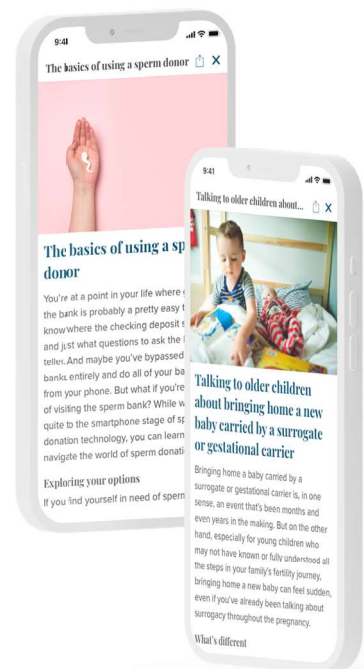 9:41
The basics of using a sperm donor
The basics of using a sp
donor
You're at a point in your life where
the bank is probably a pretty easy t
know where the checking deposit s
and just what questions to ask the
teller. And maybe you've bypassed
banks entirely and do all of your ba
from your phone. But what if you're
of visiting the sperm bank? While w
quite to the smartphone stage of sp
donation technology, you can learn
navigate the world of sperm donati
Exploring your options
If you find yourself in need of sperm
9:41
Talking to older children about...
Talking to older children
about bringing home a new
baby carried by a surrogate
or gestational carrier
Bringing home a baby carried by a
surrogate or gestational carrier is, in one
sense, an event that's been months and
even years in the making. But on the other
hand, especially for young children who
may not have known or fully understood all
the steps in your family's fertility journey,
bringing home a new baby can feel sudden,
even if you've already been talking about
surrogacy throughout the pregnancy.
What's different